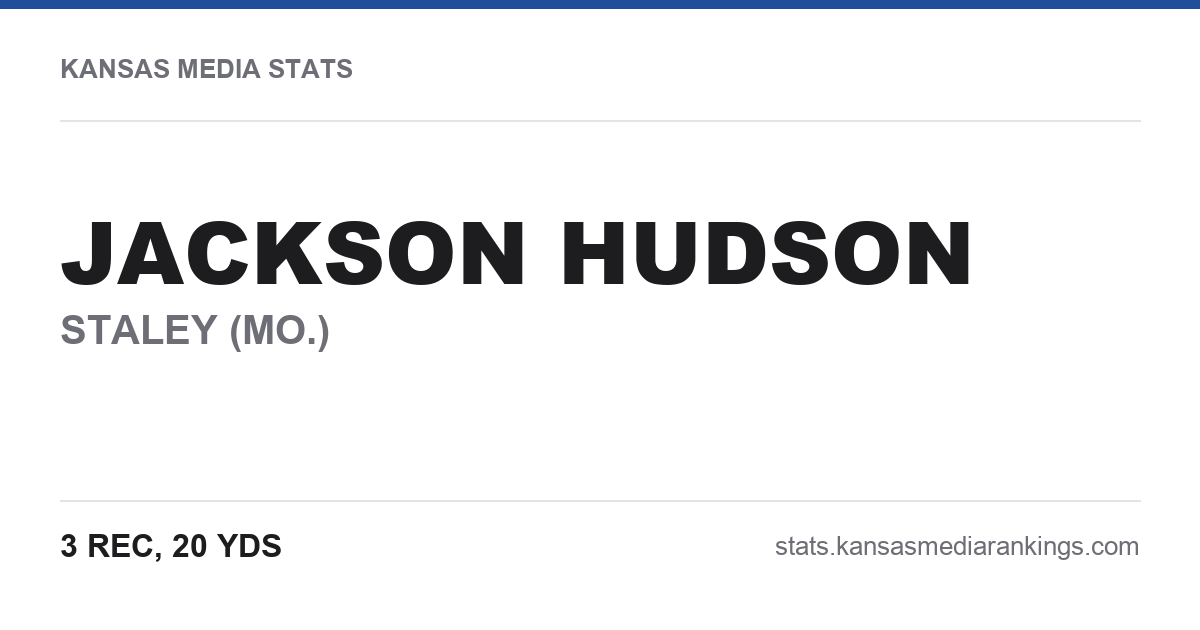 KANSAS MEDIA STATS
JACKSON HUDSON
STALEY (MO.)
3 REC, 20 YDS
stats.kansasmediarankings.com